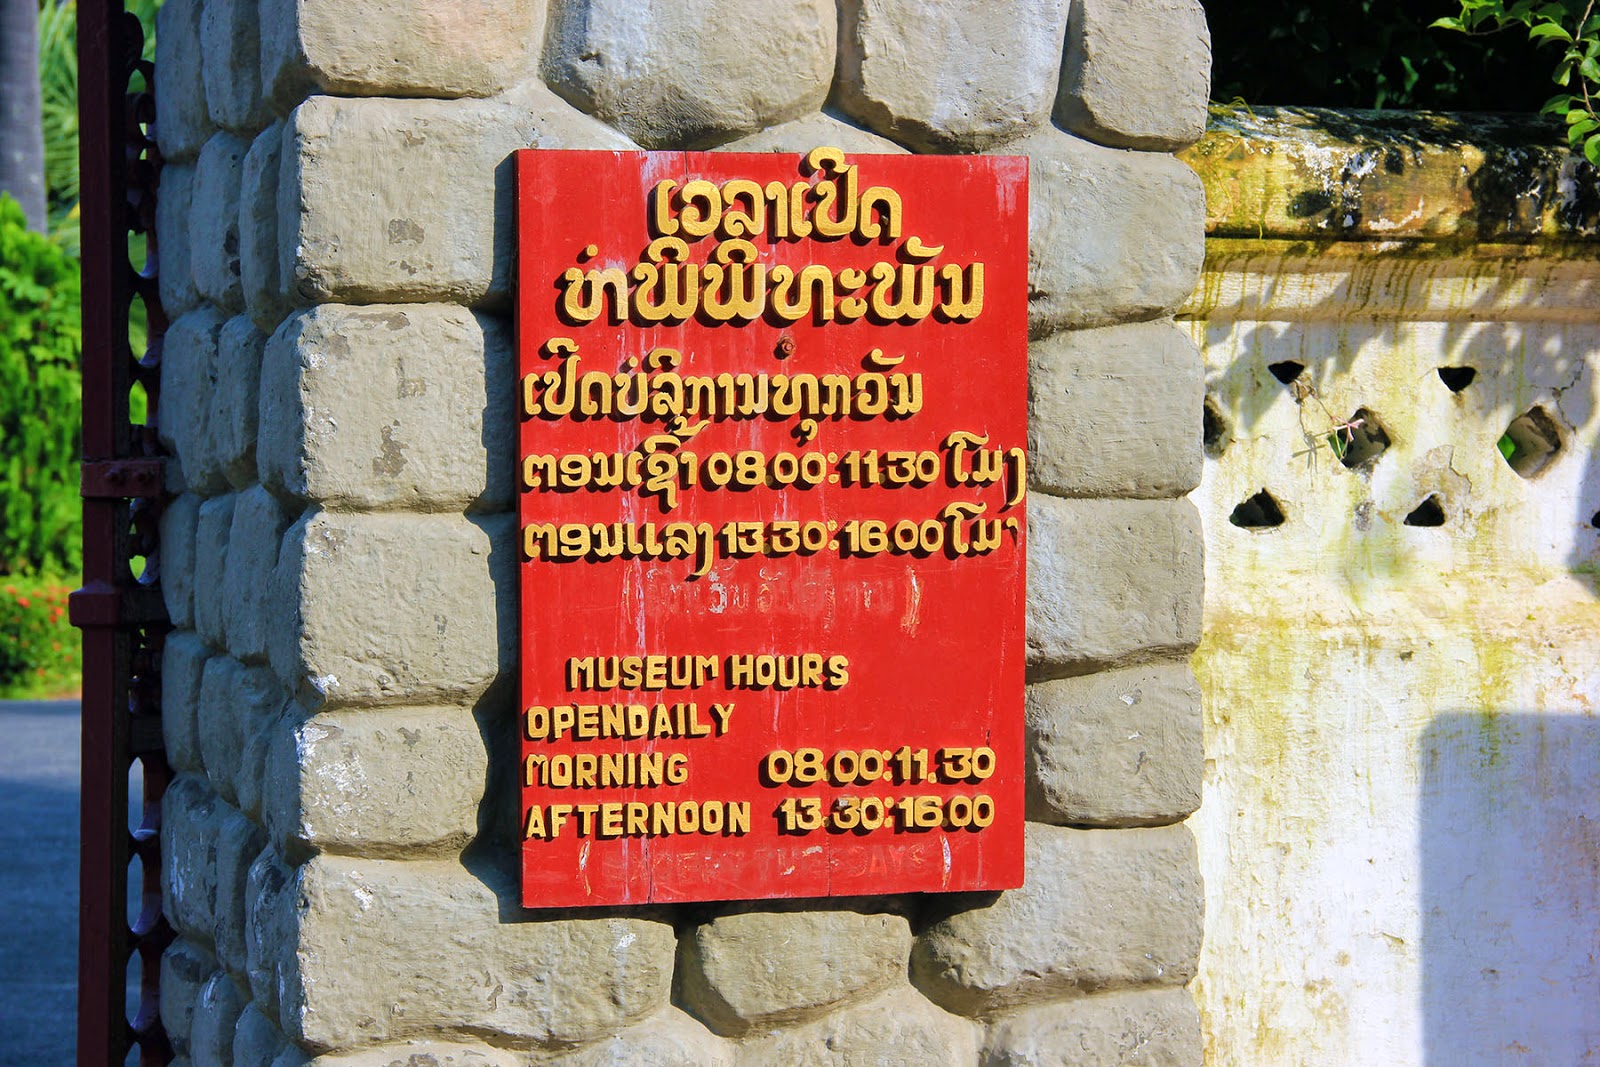 ເວລາເປີດ
ຫໍພິພິທະພັນ
ເປີດບໍລິການທຸກວັນ
ຕອນເຊົ້າ 08.00:11.30 ໂມງ
ຕອນແລງ 13.30:16.00 ໂມງ
MUSEUM HOURS
OPENDAILY
MORNING 08.00:11.30
AFTERNOON 13.30:16.00